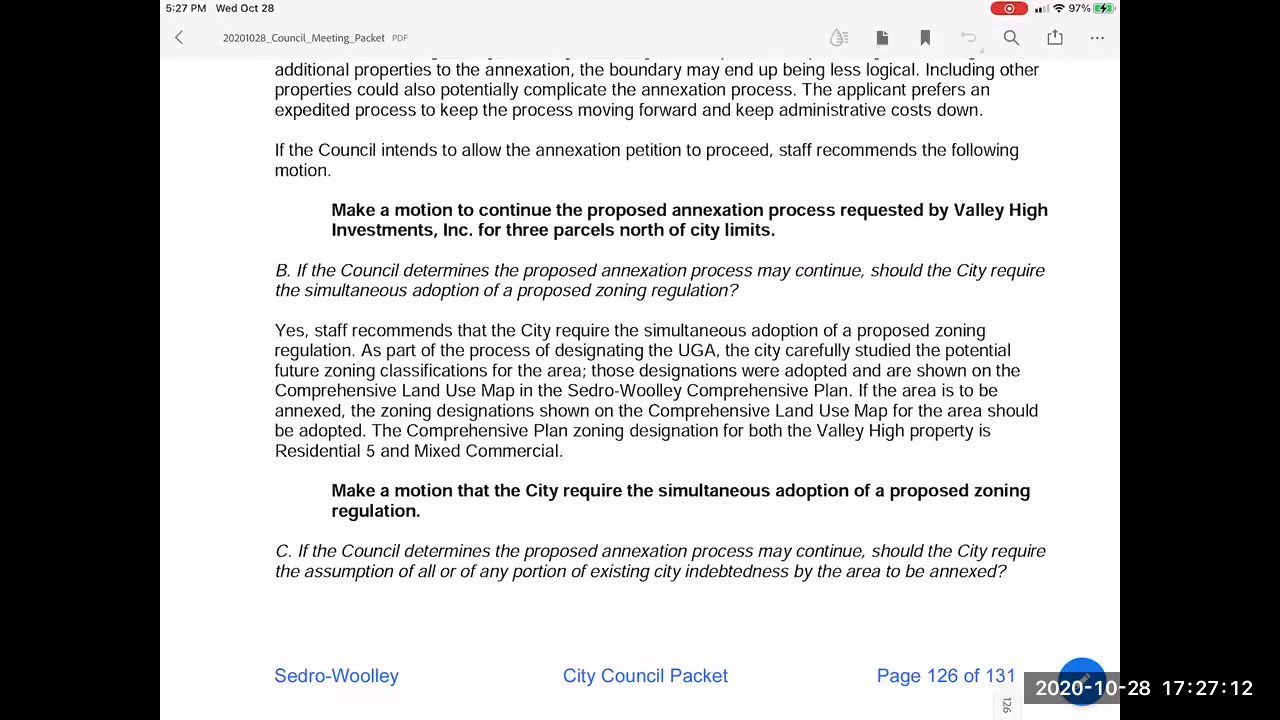 5:27 PM Wed Oct 28
97%
20201028_Council_Meeting_Packet PDF
additional properties to the annexation, the boundary may end up being less logical. Including other
properties could also potentially complicate the annexation process. The applicant prefers an
expedited process to keep the process moving forward and keep administrative costs down.
If the Council intends to allow the annexation petition to proceed, staff recommends the following
motion.
Make a motion to continue the proposed annexation process requested by Valley High
Investments, Inc. for three parcels north of city limits.
B. If the Council determines the proposed annexation process may continue, should the City require
the simultaneous adoption of a proposed zoning regulation?
Yes, staff recommends that the City require the simultaneous adoption of a proposed zoning
regulation. As part of the process of designating the UGA, the city carefully studied the potential
future zoning classifications for the area; those designations were adopted and are shown on the
Comprehensive Land Use Map in the Sedro-Woolley Comprehensive Plan. If the area is to be
annexed, the zoning designations shown on the Comprehensive Land Use Map for the area should
be adopted. The Comprehensive Plan zoning designation for both the Valley High property is
Residential 5 and Mixed Commercial.
Make a motion that the City require the simultaneous adoption of a proposed zoning
regulation.
C. If the Council determines the proposed annexation process may continue, should the City require
the assumption of all or of any portion of existing city indebtedness by the area to be annexed?
Sedro-Woolley City Council Packet Page 126 of 131
126
2020-10-28 17:27:12